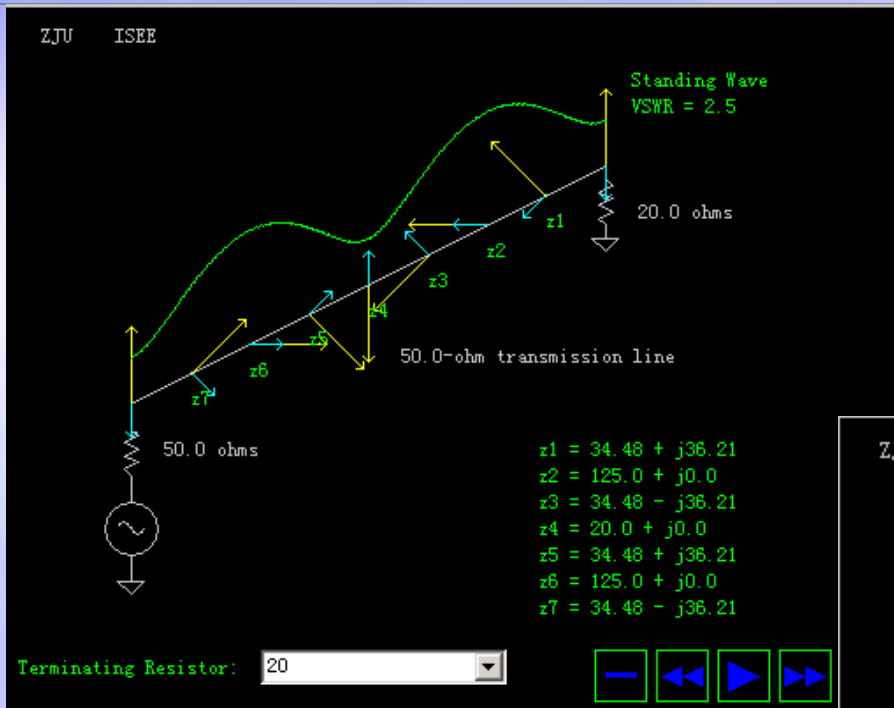 ZJU ISEE
Standing Wave
VSWR = 2.5
20.0 ohms
z1
z2
z3
z4
z5
z6
z7
50.0-ohm transmission line
50.0 ohms
z1 = 34.48 + j36.21
z2 = 125.0 + j0.0
z3 = 34.48 - j36.21
z4 = 20.0 + j0.0
z5 = 34.48 + j36.21
z6 = 125.0 + j0.0
z7 = 34.48 - j36.21
Terminating Resistor: 20